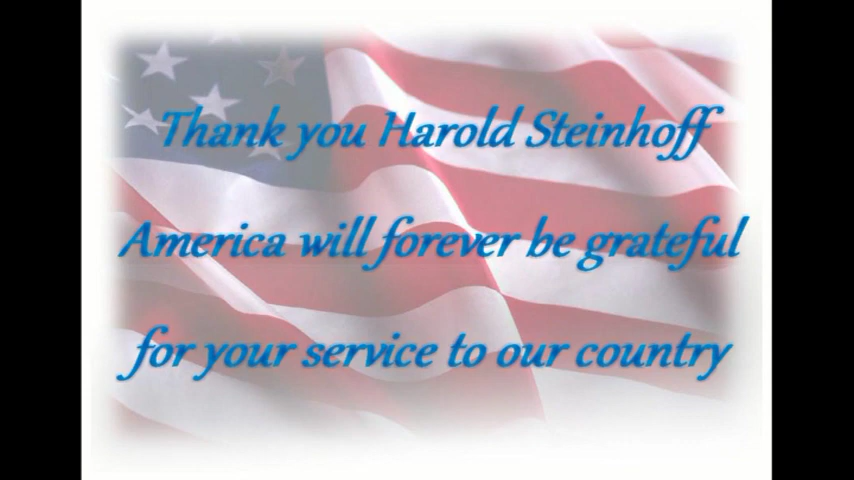 Thank you Harold Steinhoff
America will forever be grateful
for your service to our country